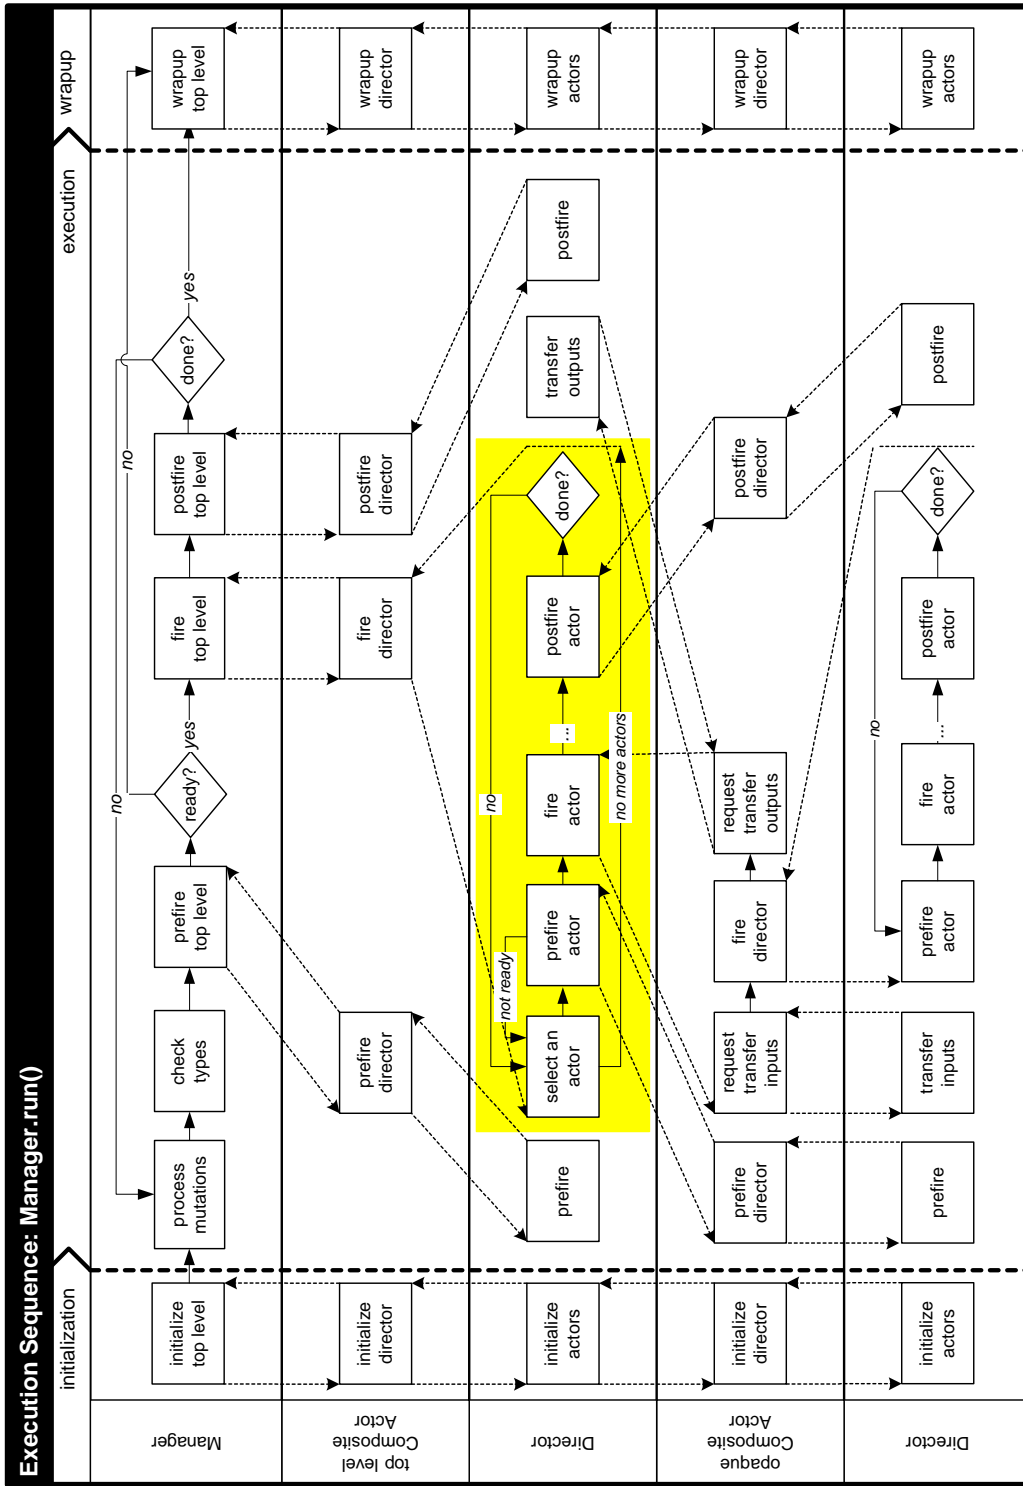 Execution Sequence: Manager.run()
initialization
execution
wrapup
Manager
initialize
top level
process
mutations
check
types
prefire
top level
ready?
yes
no
fire
top level
postfire
top level
done?
yes
no
wrapup
top level
top level
Composite
Actor
initialize
director
prefire
director
fire
director
postfire
director
wrapup
director
Director
initialize
actors
prefire
select an
actor
not ready
prefire
actor
no
fire
actor
...
no more actors
postfire
actor
done?
transfer
outputs
postfire
wrapup
actors
opaque
Composite
Actor
initialize
director
prefire
director
request
transfer
inputs
fire
director
request
transfer
outputs
postfire
director
wrapup
director
Director
initialize
actors
prefire
transfer
inputs
prefire
actor
fire
actor
...
no
postfire
actor
done?
postfire
wrapup
actors